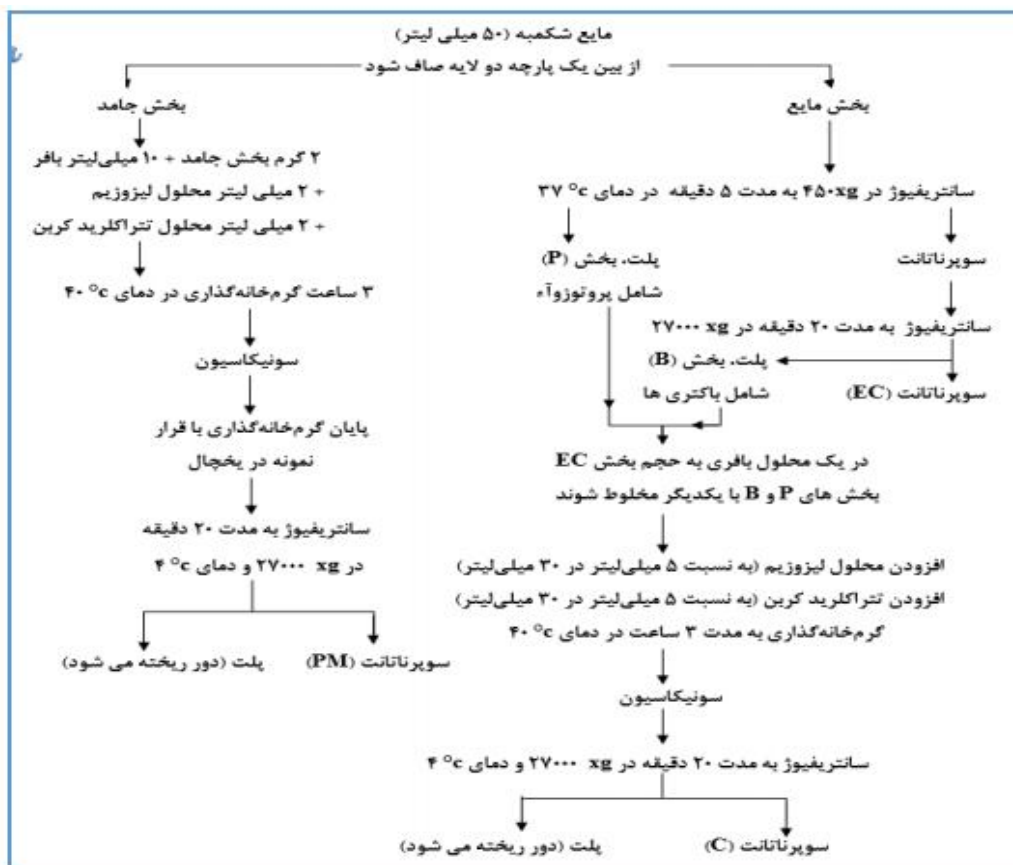 مایع شکمبه (۵۰ میلی لیتر)
از بین یک پارچه دو لایه صاف شود
بخش مایع
سانتریفیوژ در ۴۵۰xg به مدت ۵ دقیقه در دمای ۳۷ °c
سوپرناتانت
پلت، بخش (P)
شامل پروتوزوآء
سانتریفیوژ به مدت ۲۰ دقیقه در ۲۷۰۰۰ xg
پلت، بخش (B)
شامل باکتری ها
سوپرناتانت (EC)
در یک محلول بافری به حجم بخش EC
بخش های P و B با یکدیگر مخلوط شوند
افزودن محلول لیزوزیم (به نسبت ۵ میلی‌لیتر در ۳۰ میلی‌لیتر)
افزودن تتراکلرید کربن (به نسبت ۵ میلی‌لیتر در ۳۰ میلی‌لیتر)
گرم‌خانه‌گذاری به مدت ۳ ساعت در دمای ۴۰ °c
سونیکاسیون
سانتریفیوژ به مدت ۲۰ دقیقه در ۲۷۰۰۰ xg و دمای ۴ °c
سوپرناتانت (C)
پلت (دور ریخته می شود)
بخش جامد
۲ گرم بخش جامد + ۱۰ میلی‌لیتر بافر
+ ۲ میلی لیتر محلول لیزوزیم
+ ۲ میلی لیتر محلول تتراکلرید کربن
۳ ساعت گرم‌خانه‌گذاری در دمای ۴۰ °c
سونیکاسیون
پایان گرم‌خانه‌گذاری با قرار
نمونه در یخچال
سانتریفیوژ به مدت ۲۰ دقیقه
در ۲۷۰۰۰ xg و دمای ۴ °c
سوپرناتانت (PM)
پلت (دور ریخته می شود)